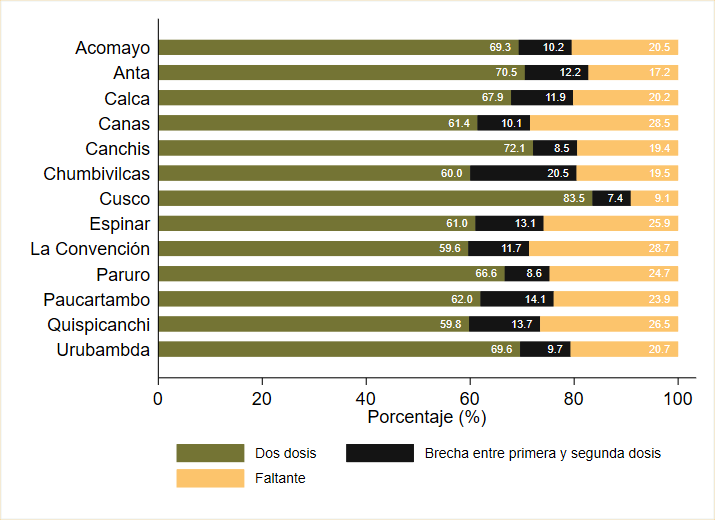 Acomayo 69.3 10.2 20.5
Anta 70.5 12.2 17.2
Calca 67.9 11.9 20.2
Canas 61.4 10.1 28.5
Canchis 72.1 8.5 19.4
Chumbivilcas 60.0 20.5 19.5
Cusco 83.5 7.4 9.1
Espinar 61.0 13.1 25.9
La Convención 59.6 11.7 28.7
Paruro 66.6 8.6 24.7
Paucartambo 62.0 14.1 23.9
Quispicanchi 59.8 13.7 26.5
Urubambda 69.6 9.7 20.7
0 20 40 60 80 100
Porcentaje (%)
Dos dosis Brecha entre primera y segunda dosis
Faltante